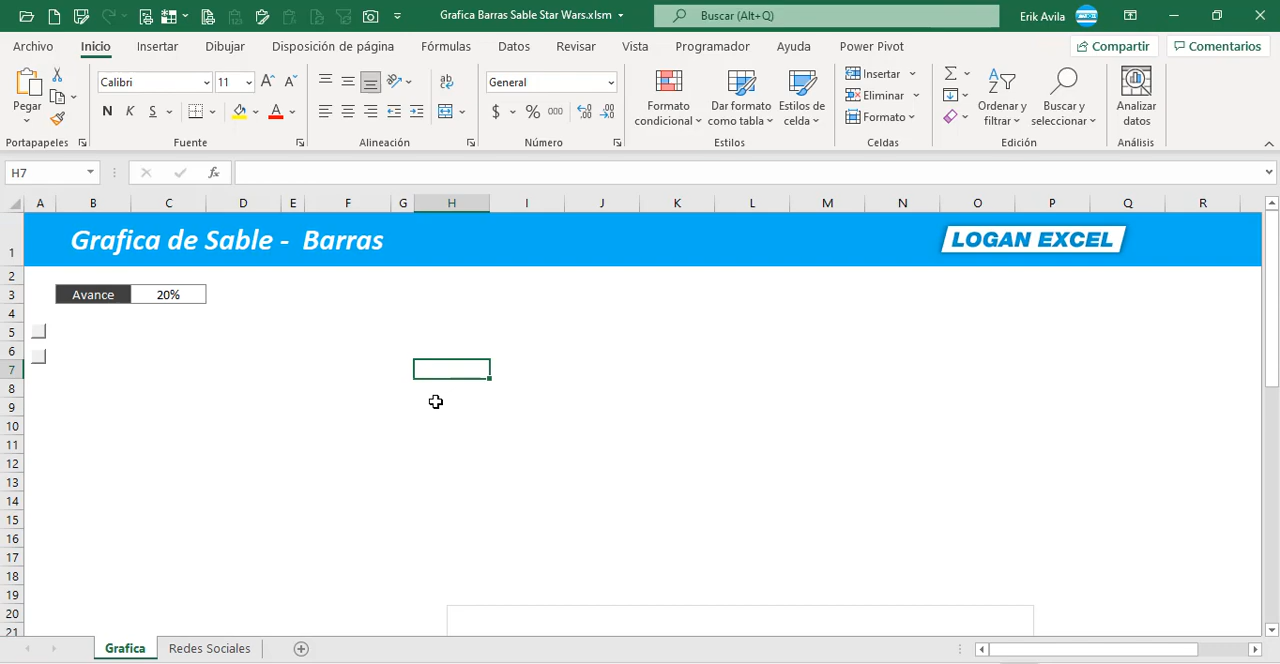 Grafica Barras Sable Star Wars.xlsm
Buscar (Alt+Q)
Erik Avila
Archivo
Inicio
Insertar
Dibujar
Disposición de página
Fórmulas
Datos
Revisar
Vista
Programador
Ayuda
Power Pivot
Compartir
Comentarios
Pegar
Calibri
11
N
K
S
ab
General
$ % 000
Formato condicional
Dar formato como tabla
Estilos de celda
Insertar
Eliminar
Formato
Ordenar y filtrar
Buscar y seleccionar
Analizar datos
Portapapeles
Fuente
Alineación
Número
Estilos
Celdas
Edición
Análisis
H7
fx
A B C D E F G H I J K L M N O P Q R
1
Grafica de Sable - Barras
LOGAN EXCEL
2
3
Avance
20%
4
5
6
7
8
9
10
11
12
13
14
15
16
17
18
19
20
21
Grafica
Redes Sociales